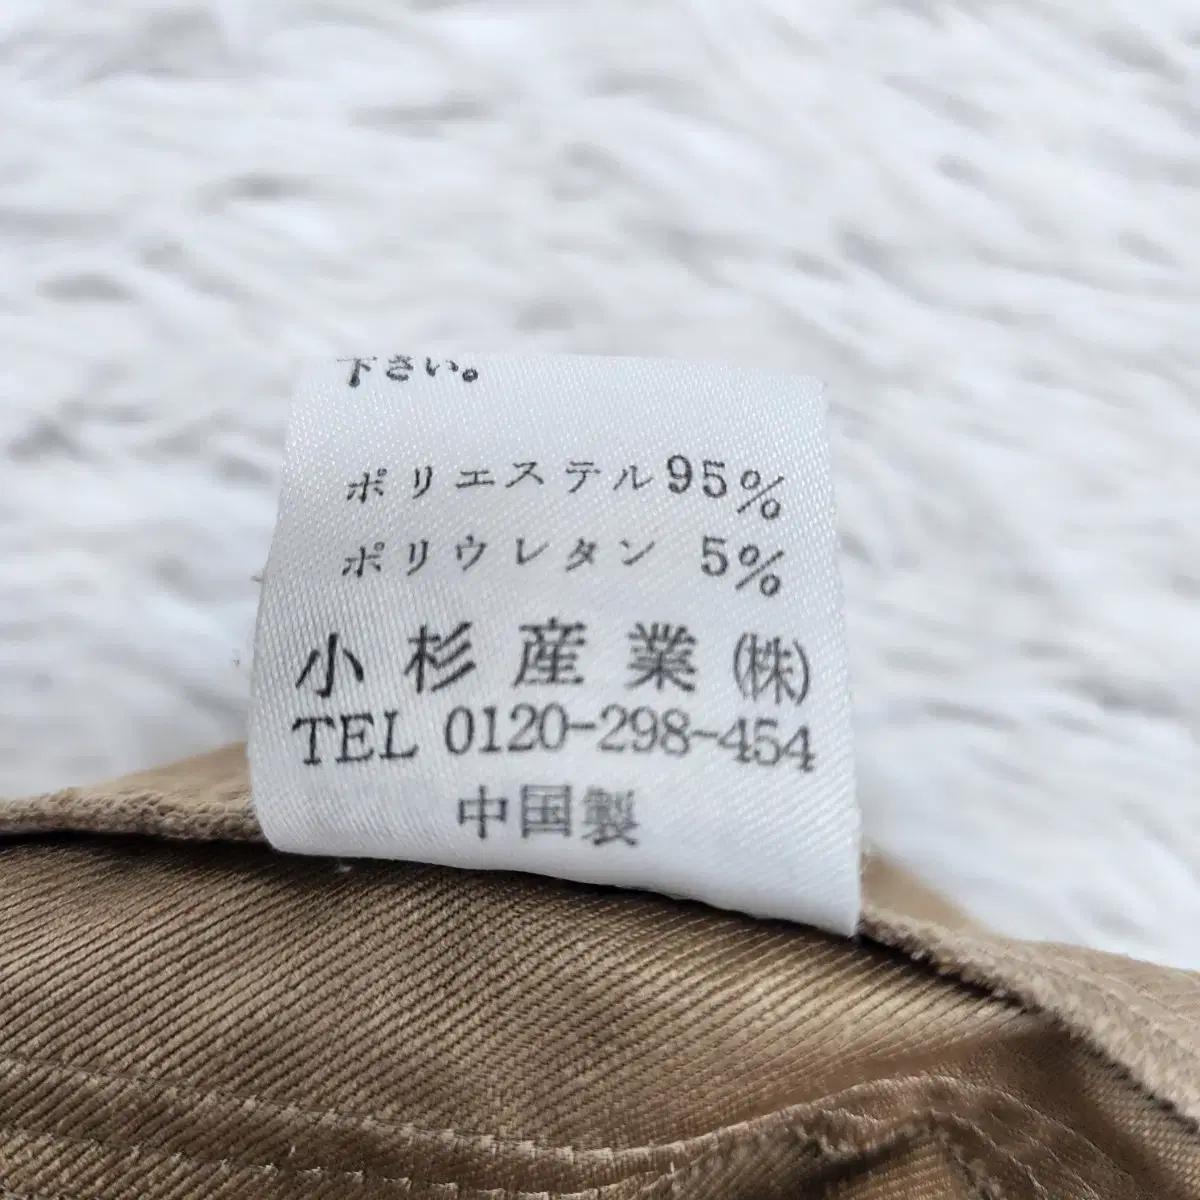 下さい。
ポリエステル95%
ポリウレタン 5%
小杉産業㈱
TEL 0120-298-454
中国製